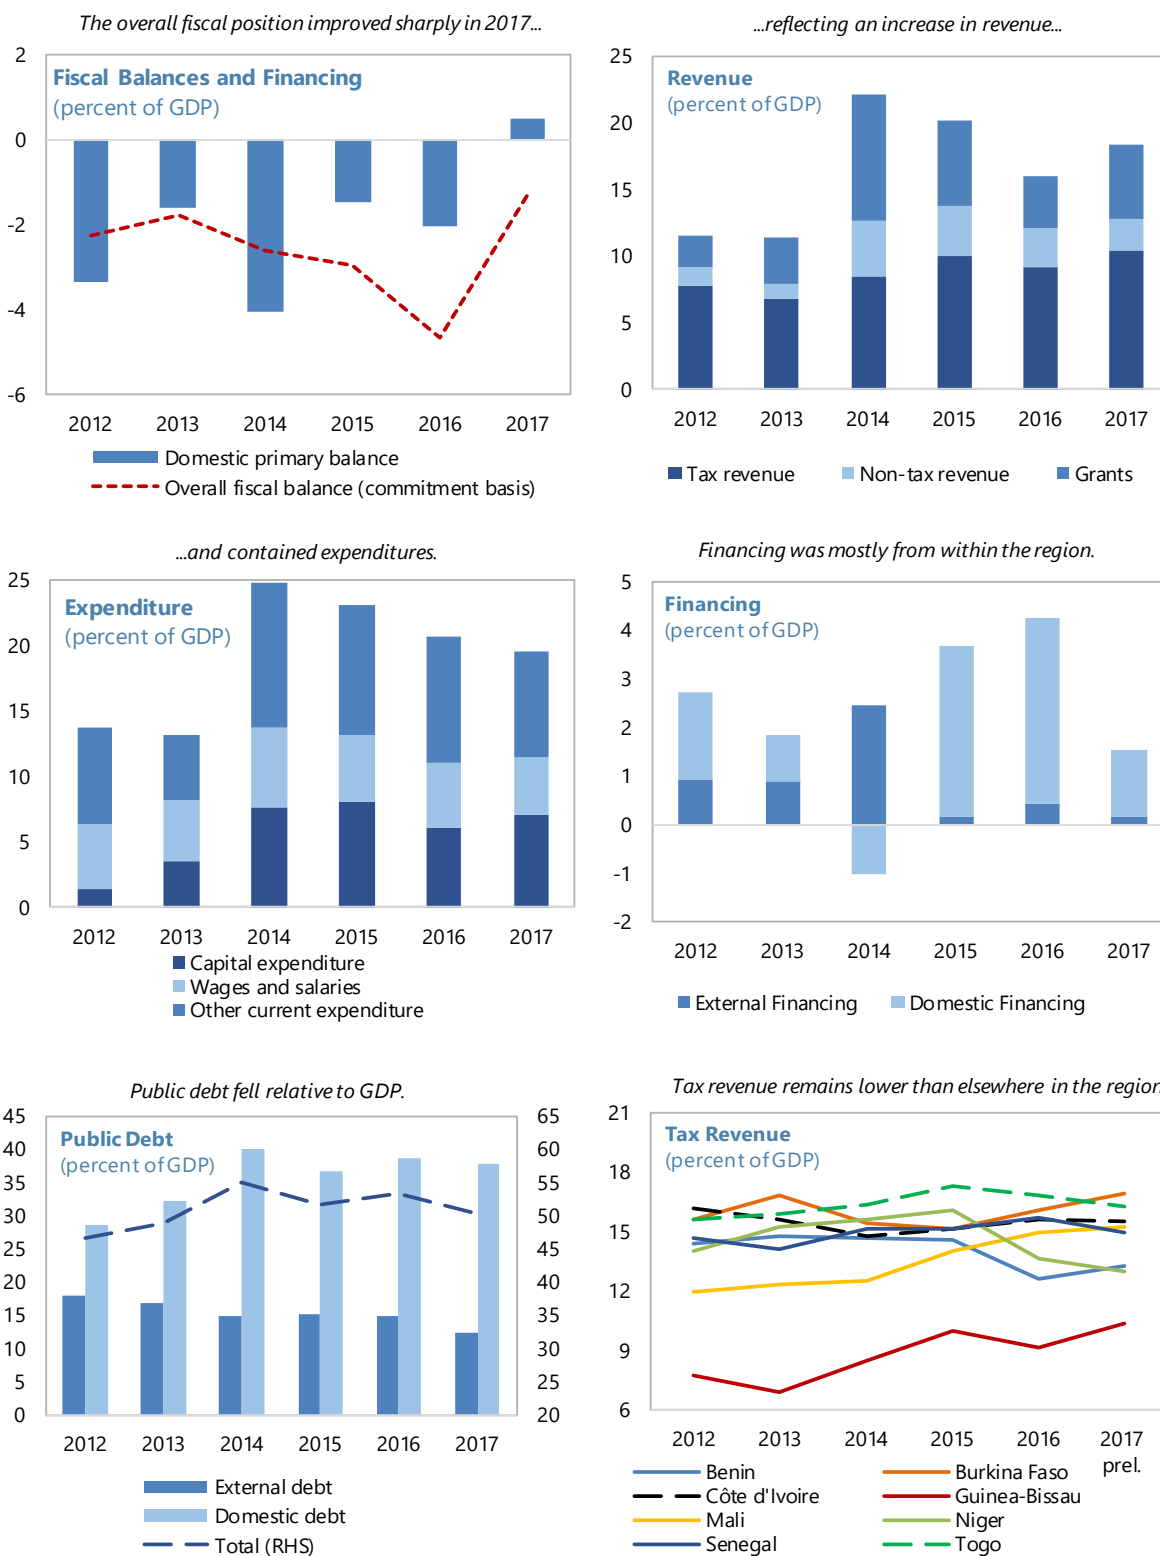 The overall fiscal position improved sharply in 2017...
2
Fiscal Balances and Financing
(percent of GDP)
0
-2
-4
-6
2012 2013 2014 2015 2016 2017
Domestic primary balance
Overall fiscal balance (commitment basis)
...reflecting an increase in revenue...
25
Revenue
(percent of GDP)
20
15
10
5
0
2012 2013 2014 2015 2016 2017
Tax revenue Non-tax revenue Grants
...and contained expenditures.
25
Expenditure
(percent of GDP)
20
15
10
5
0
2012 2013 2014 2015 2016 2017
Capital expenditure
Wages and salaries
Other current expenditure
Financing was mostly from within the region.
5
Financing
(percent of GDP)
4
3
2
1
0
-1
-2
2012 2013 2014 2015 2016 2017
External Financing Domestic Financing
Public debt fell relative to GDP.
45 65
Public Debt
(percent of GDP)
40 60
35 55
30 50
25 45
20 40
15 35
10 30
5 25
0 20
2012 2013 2014 2015 2016 2017
External debt
Domestic debt
Total (RHS)
Tax revenue remains lower than elsewhere in the region
21
Tax Revenue
(percent of GDP)
18
15
12
9
6
2012 2013 2014 2015 2016 2017
prel.
Benin Burkina Faso
Côte d'Ivoire Guinea-Bissau
Mali Niger
Senegal Togo